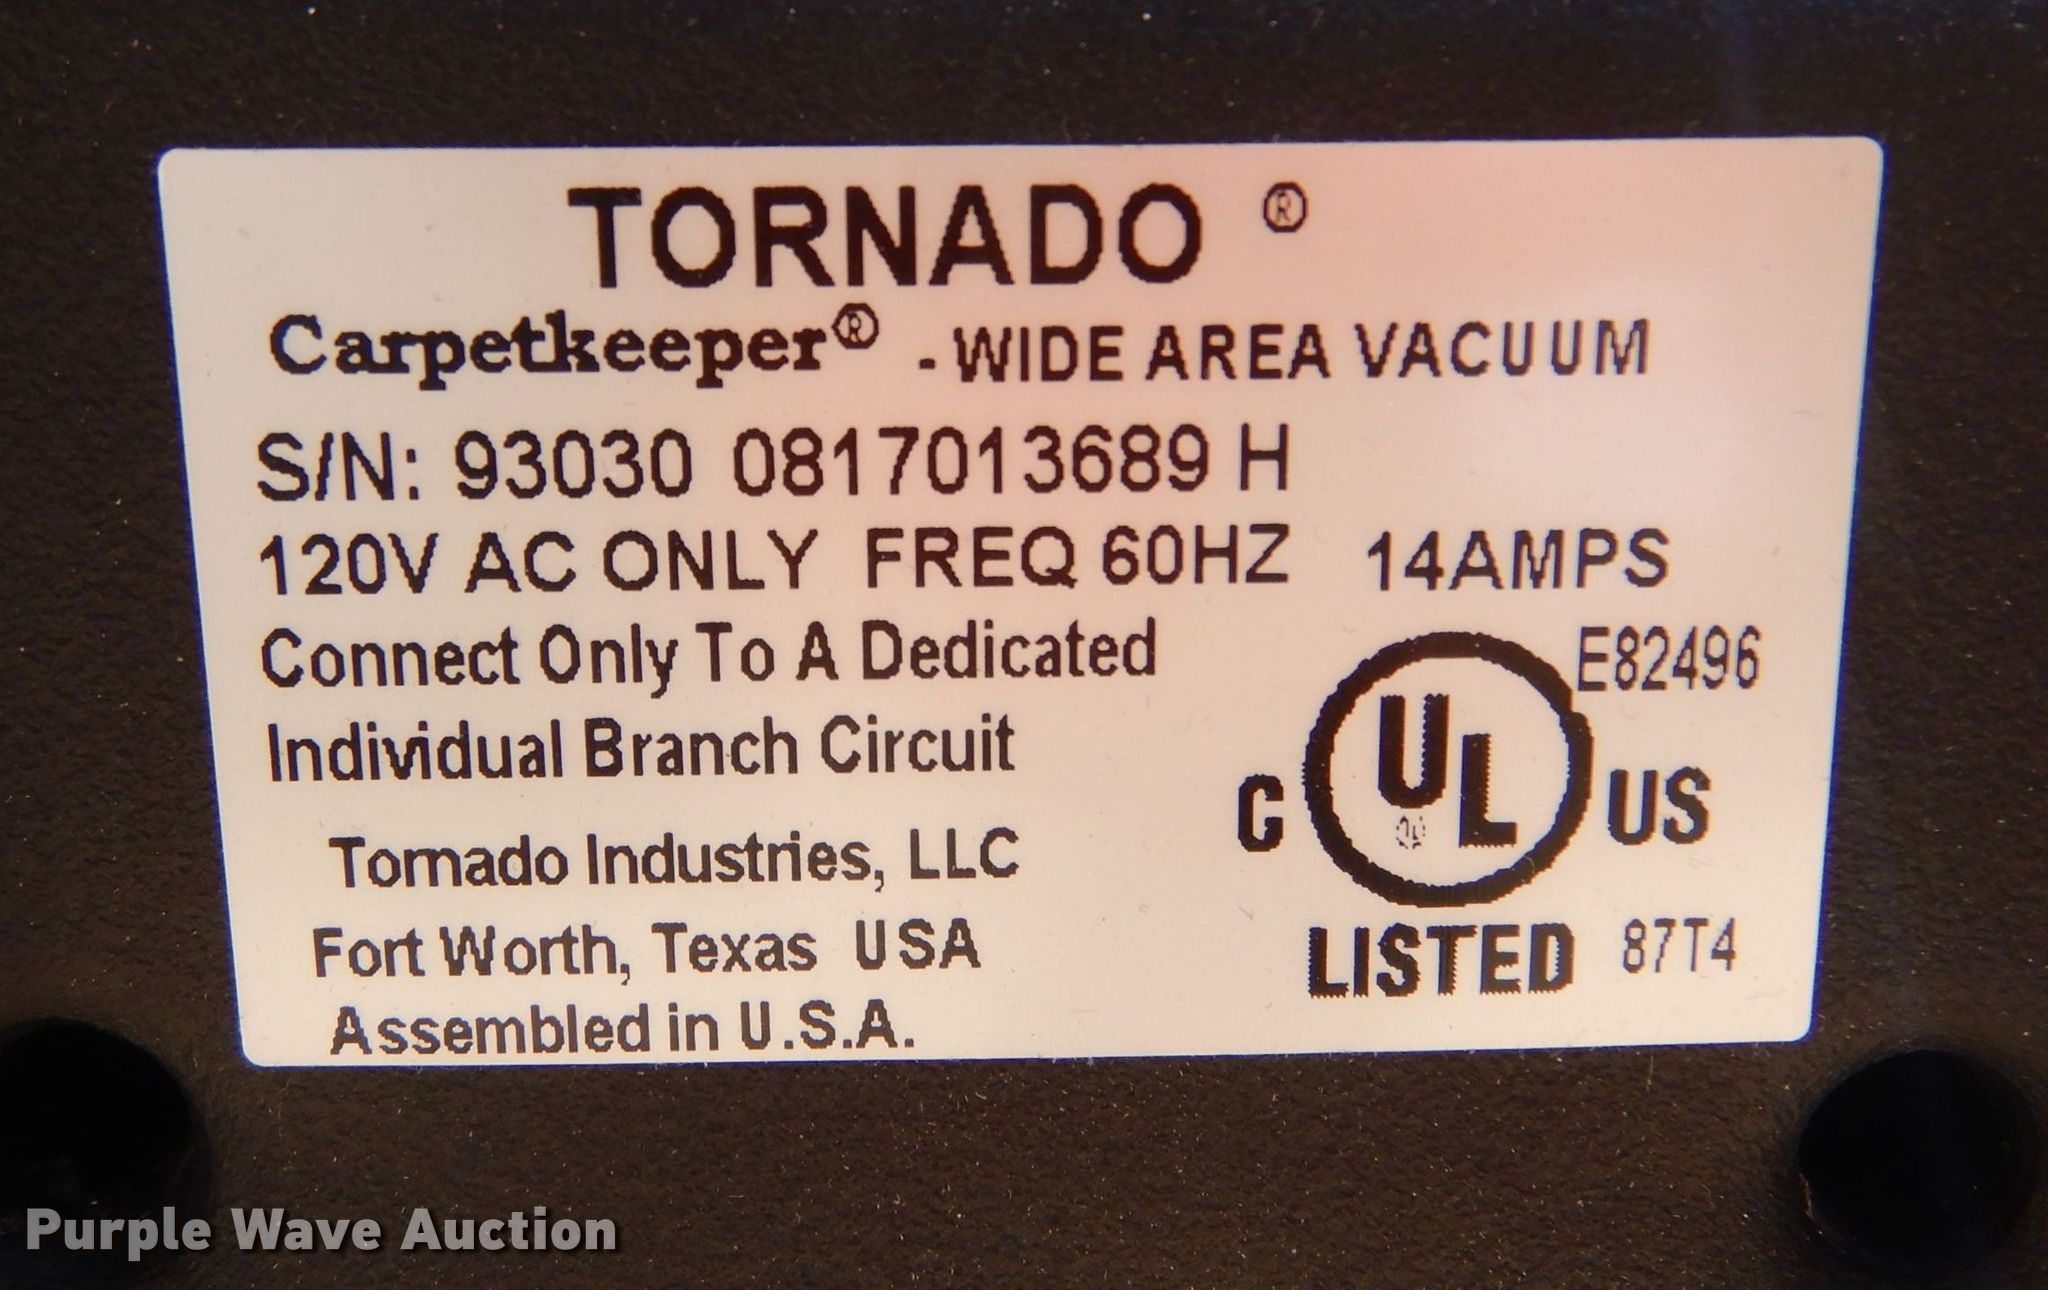 TORNADO ®
Carpetkeeper® - WIDE AREA VACUUM
S/N: 93030 0817013689 H
120V AC ONLY FREQ 60HZ 14AMPS
Connect Only To A Dedicated
Individual Branch Circuit
E82496
C UL ® US
LISTED 87T4
Tornado Industries, LLC
Fort Worth, Texas USA
Assembled in U.S.A.
Purple Wave Auction